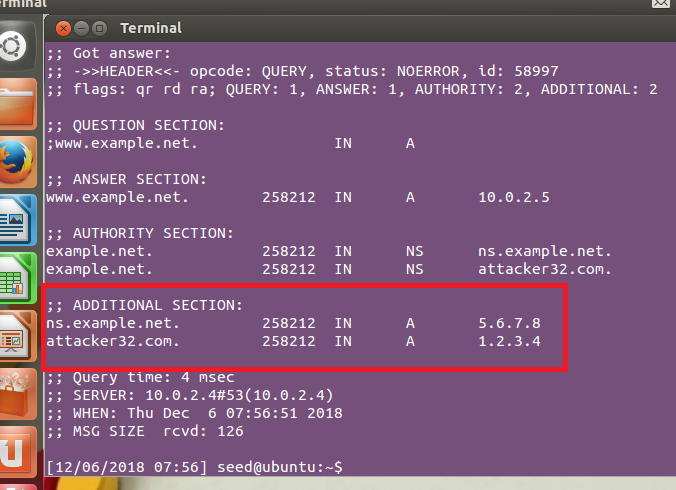 Terminal
;; Got answer:
;; ->>HEADER<<- opcode: QUERY, status: NOERROR, id: 58997
;; flags: qr rd ra; QUERY: 1, ANSWER: 1, AUTHORITY: 2, ADDITIONAL: 2
;; QUESTION SECTION:
;www.example.net. IN A
;; ANSWER SECTION:
www.example.net. 258212 IN A 10.0.2.5
;; AUTHORITY SECTION:
example.net. 258212 IN NS ns.example.net.
example.net. 258212 IN NS attacker32.com.
;; ADDITIONAL SECTION:
ns.example.net. 258212 IN A 5.6.7.8
attacker32.com. 258212 IN A 1.2.3.4
;; Query time: 4 msec
;; SERVER: 10.0.2.4#53(10.0.2.4)
;; WHEN: Thu Dec  6 07:56:51 2018
;; MSG SIZE  rcvd: 126
[12/06/2018 07:56] seed@ubuntu:~$